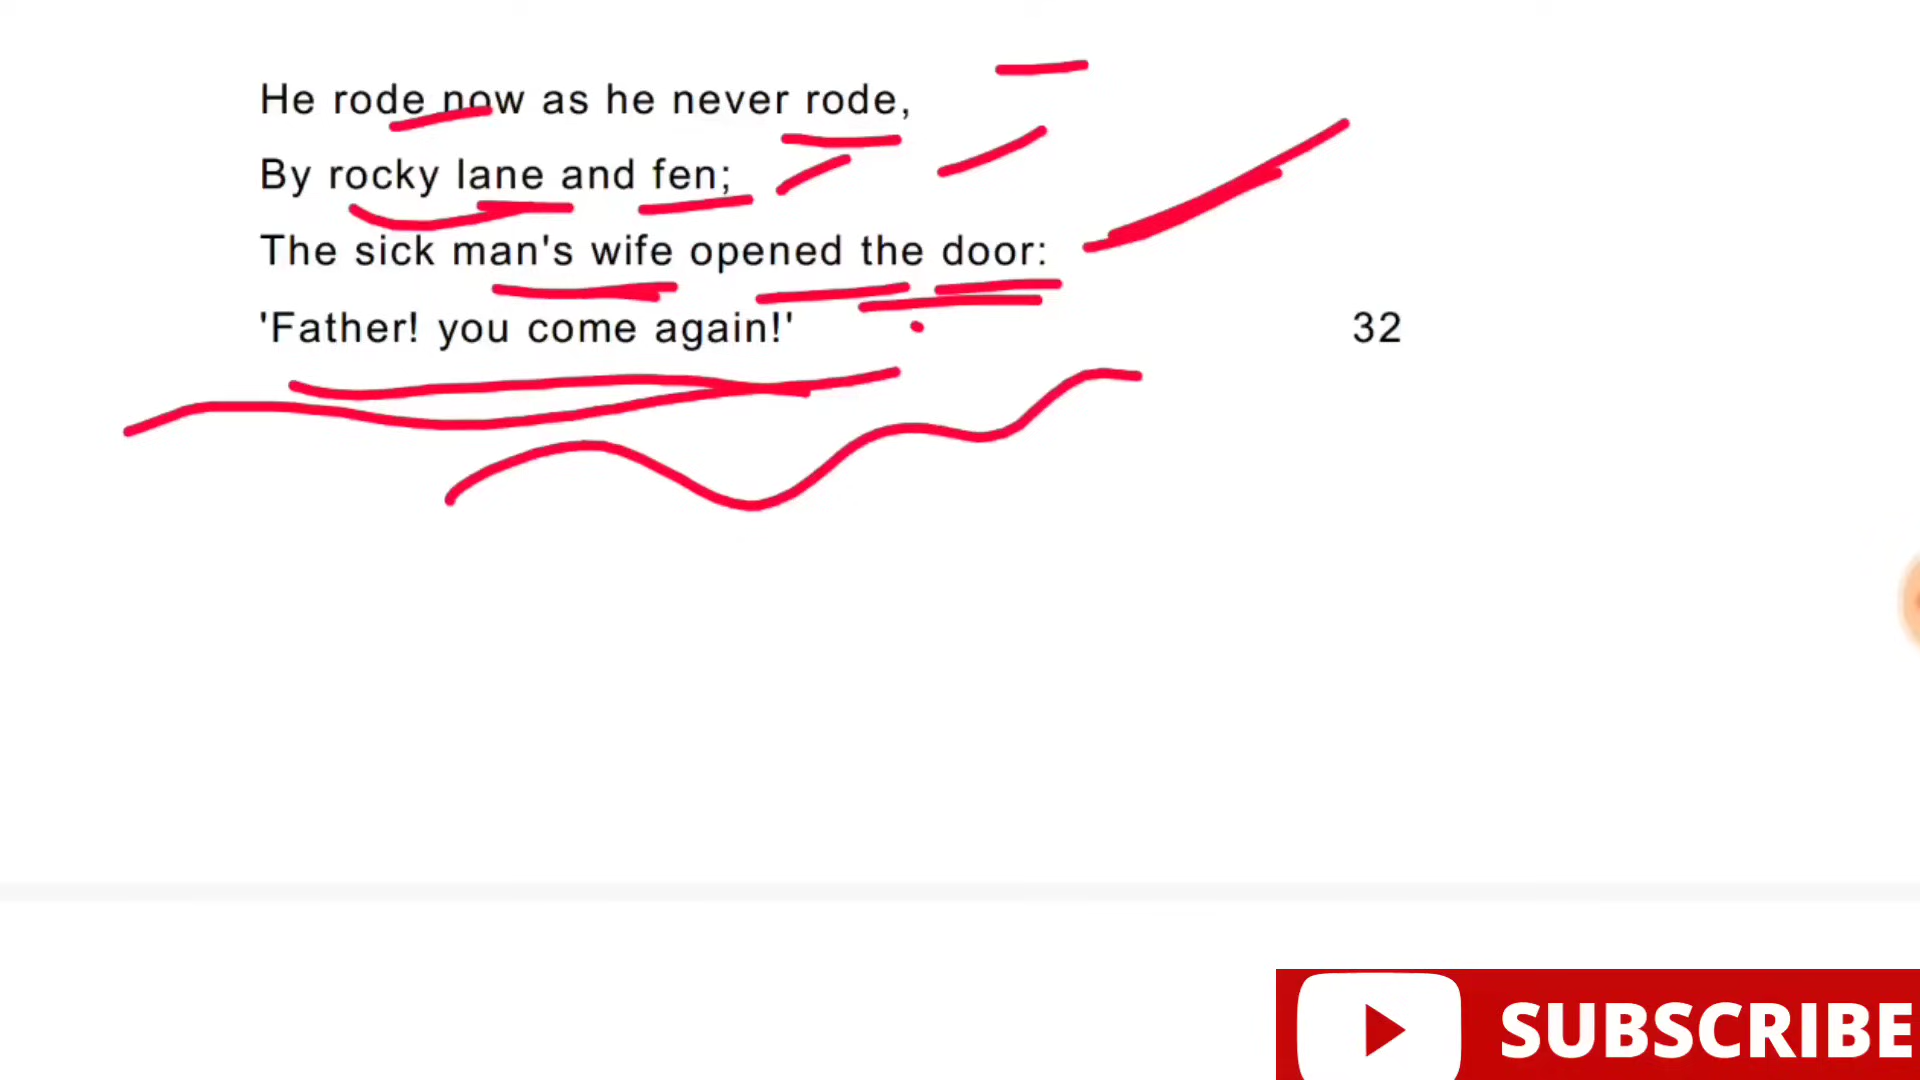 He rode now as he never rode,
By rocky lane and fen;
The sick man's wife opened the door:
'Father! you come again!'
32
SUBSCRIBE